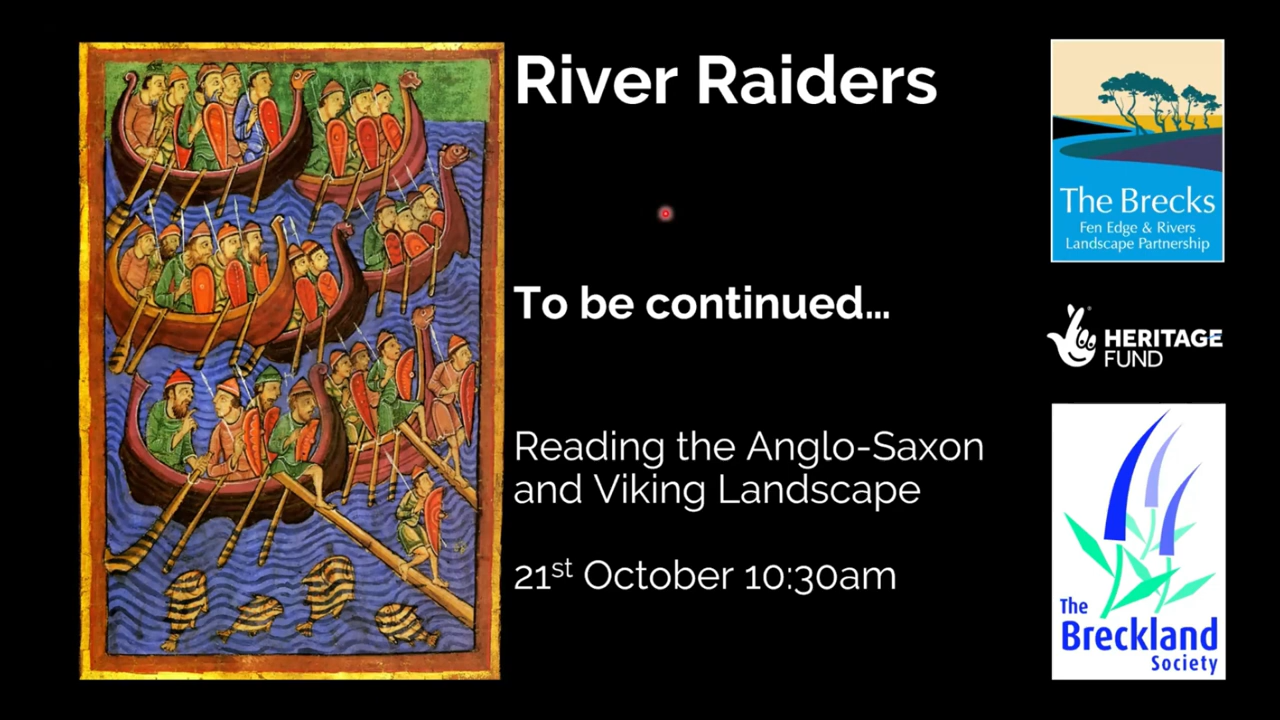 River Raiders
To be continued...
Reading the Anglo-Saxon
and Viking Landscape
21st October 10:30am
The Brecks
Fen Edge & Rivers
Landscape Partnership
HERITAGE
FUND
The
Breckland
Society